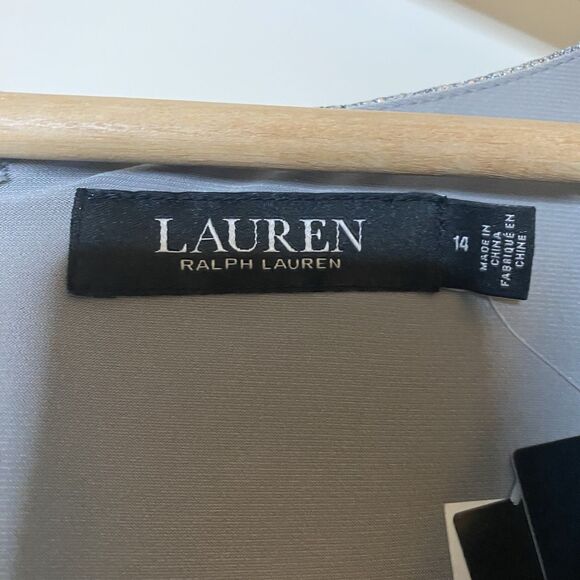 LAUREN
RALPH LAUREN
14
MADE IN
CHINA
FABRIQUÉ EN
CHINE